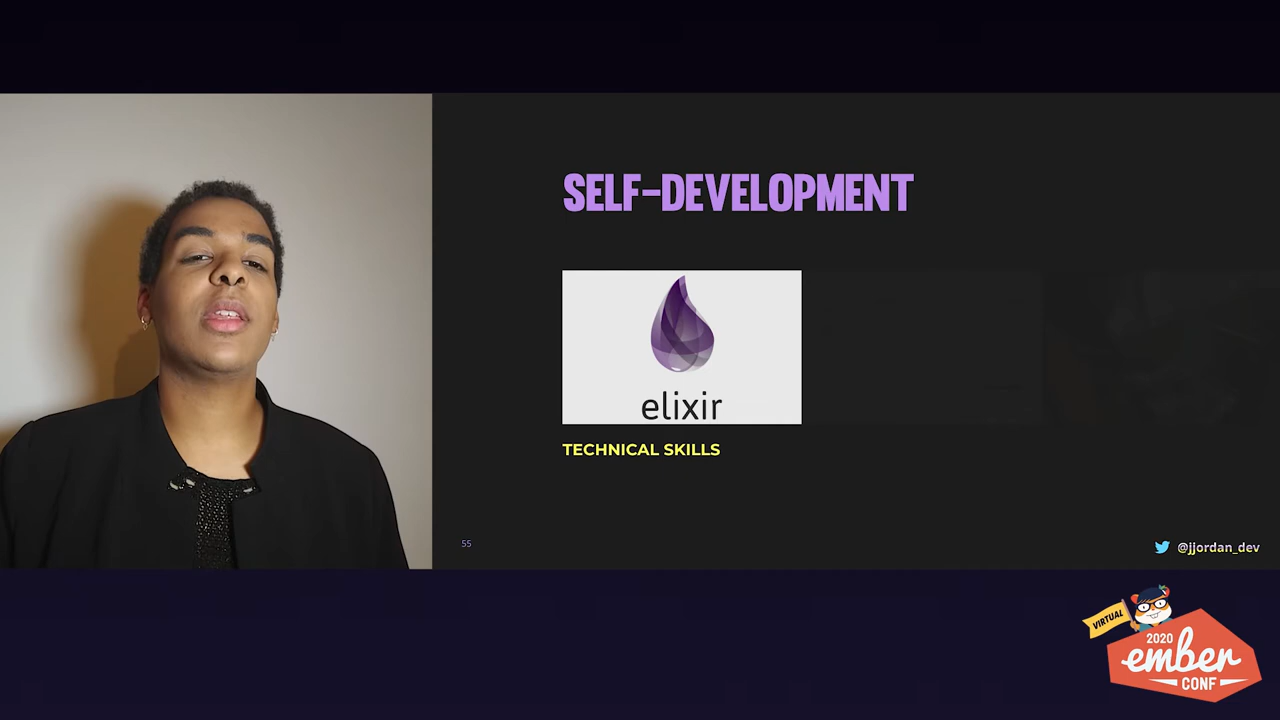 SELF-DEVELOPMENT
elixir
TECHNICAL SKILLS
55
@jjordan_dev
VIRTUAL
2020
ember
CONF